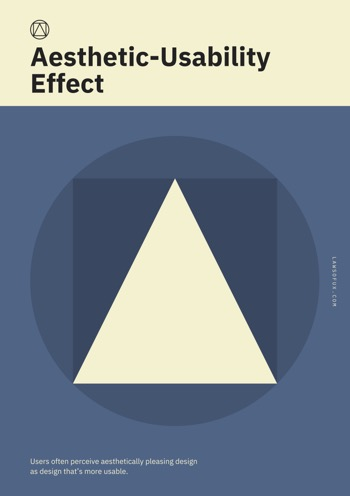 Aesthetic-Usability
Effect
LAWSOFUX.COM
Users often perceive aesthetically pleasing design
as design that's more usable.